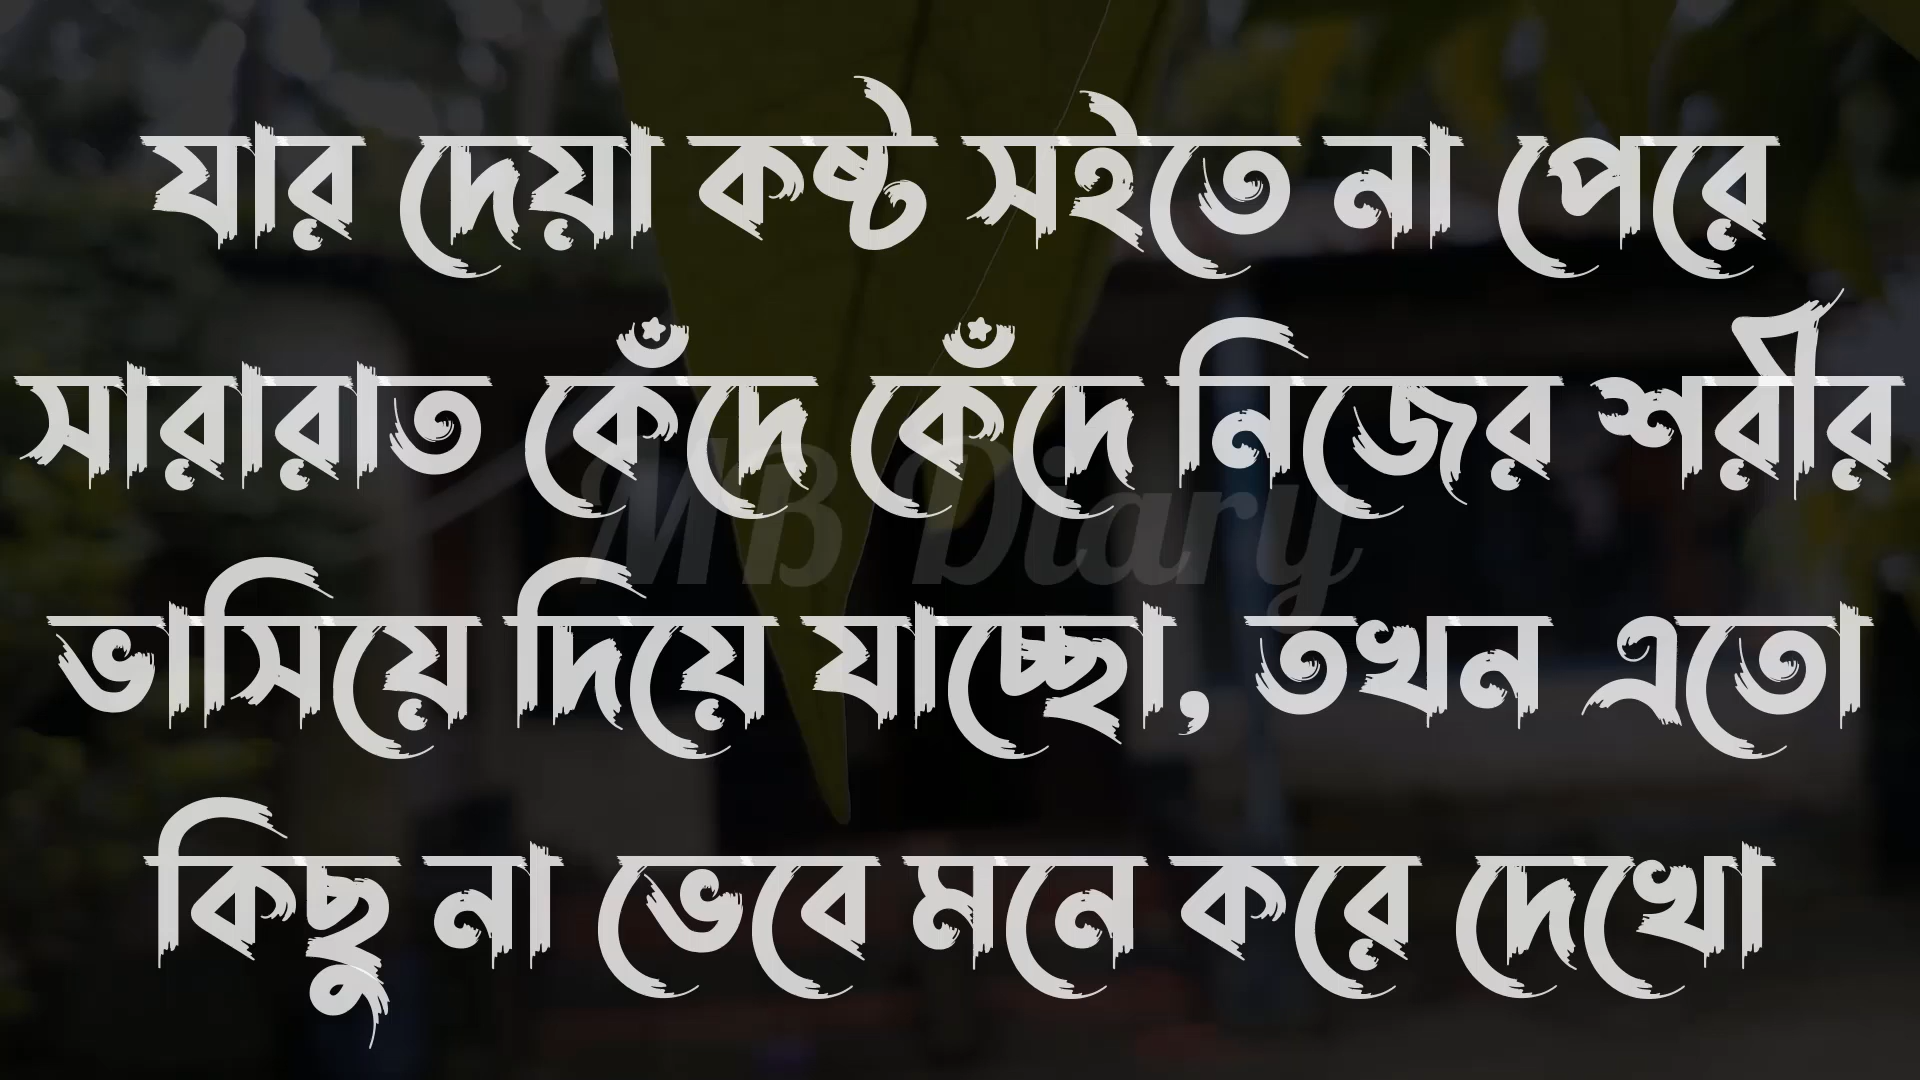 যার দেয়া কষ্ট সইতে না পেরে
সারারাত কেঁদে কেঁদে নিজের শরীর
MB Diary
ভাসিয়ে দিয়ে যাচ্ছো, তখন এতো
কিছু না ভেবে মনে করে দেখো